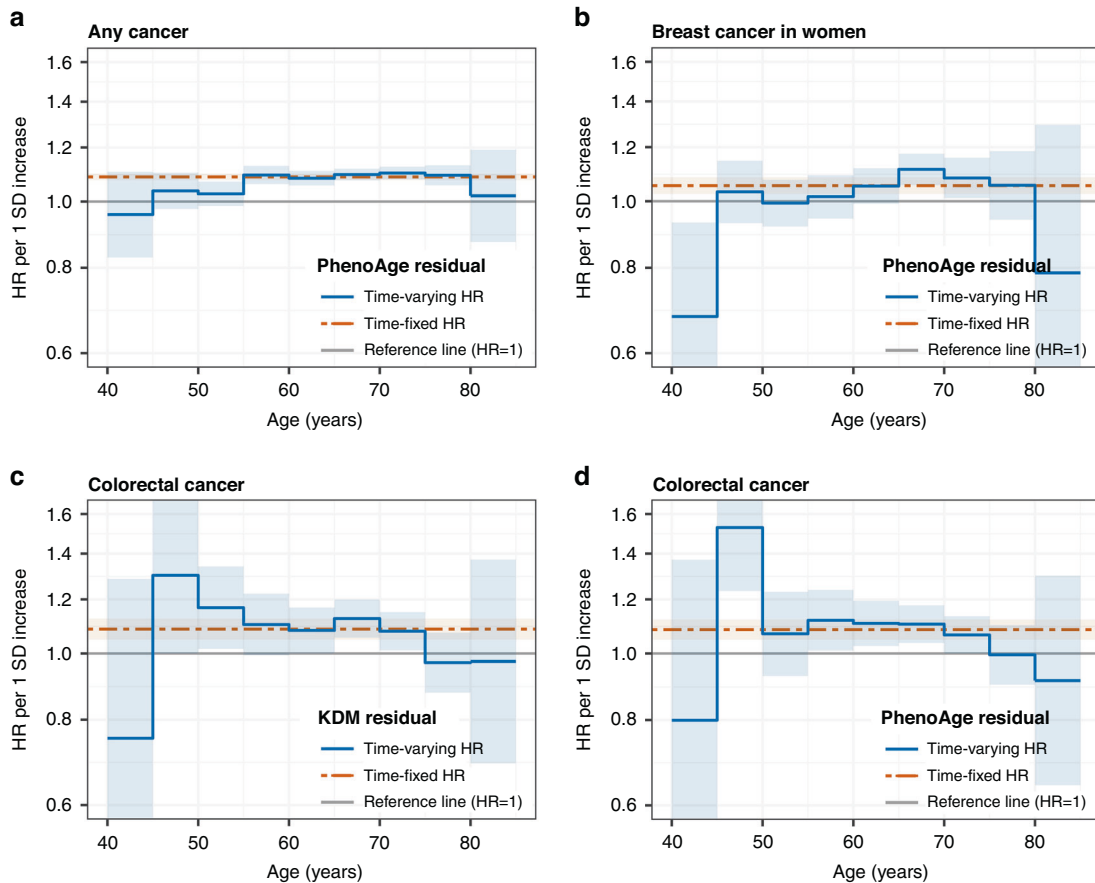 a
Any cancer
HR per 1 SD increase
1.6
1.4
1.2
1.0
0.8
0.6
PhenoAge residual
Time-varying HR
Time-fixed HR
Reference line (HR=1)
40 50 60 70 80
Age (years)
b
Breast cancer in women
HR per 1 SD increase
1.6
1.4
1.2
1.0
0.8
0.6
PhenoAge residual
Time-varying HR
Time-fixed HR
Reference line (HR=1)
40 50 60 70 80
Age (years)
c
Colorectal cancer
HR per 1 SD increase
1.6
1.4
1.2
1.0
0.8
0.6
KDM residual
Time-varying HR
Time-fixed HR
Reference line (HR=1)
40 50 60 70 80
Age (years)
d
Colorectal cancer
HR per 1 SD increase
1.6
1.4
1.2
1.0
0.8
0.6
PhenoAge residual
Time-varying HR
Time-fixed HR
Reference line (HR=1)
40 50 60 70 80
Age (years)